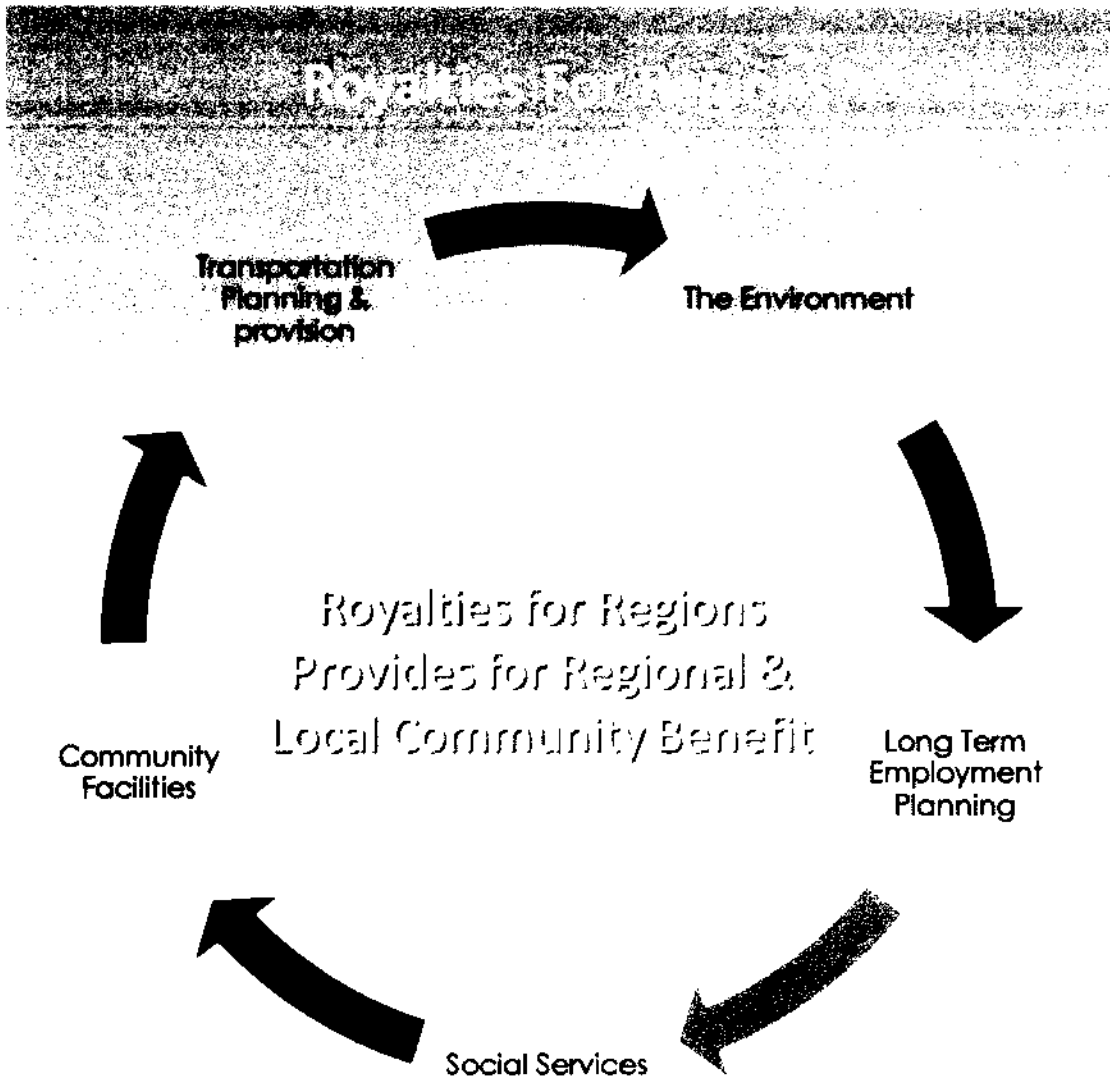 Royalties For Regions
Transportation
Planning &
provision
The Environment
Royalties for Regions
Provides for Regional &
Local Community Benefit
Community
Facilities
Long Term
Employment
Planning
Social Services